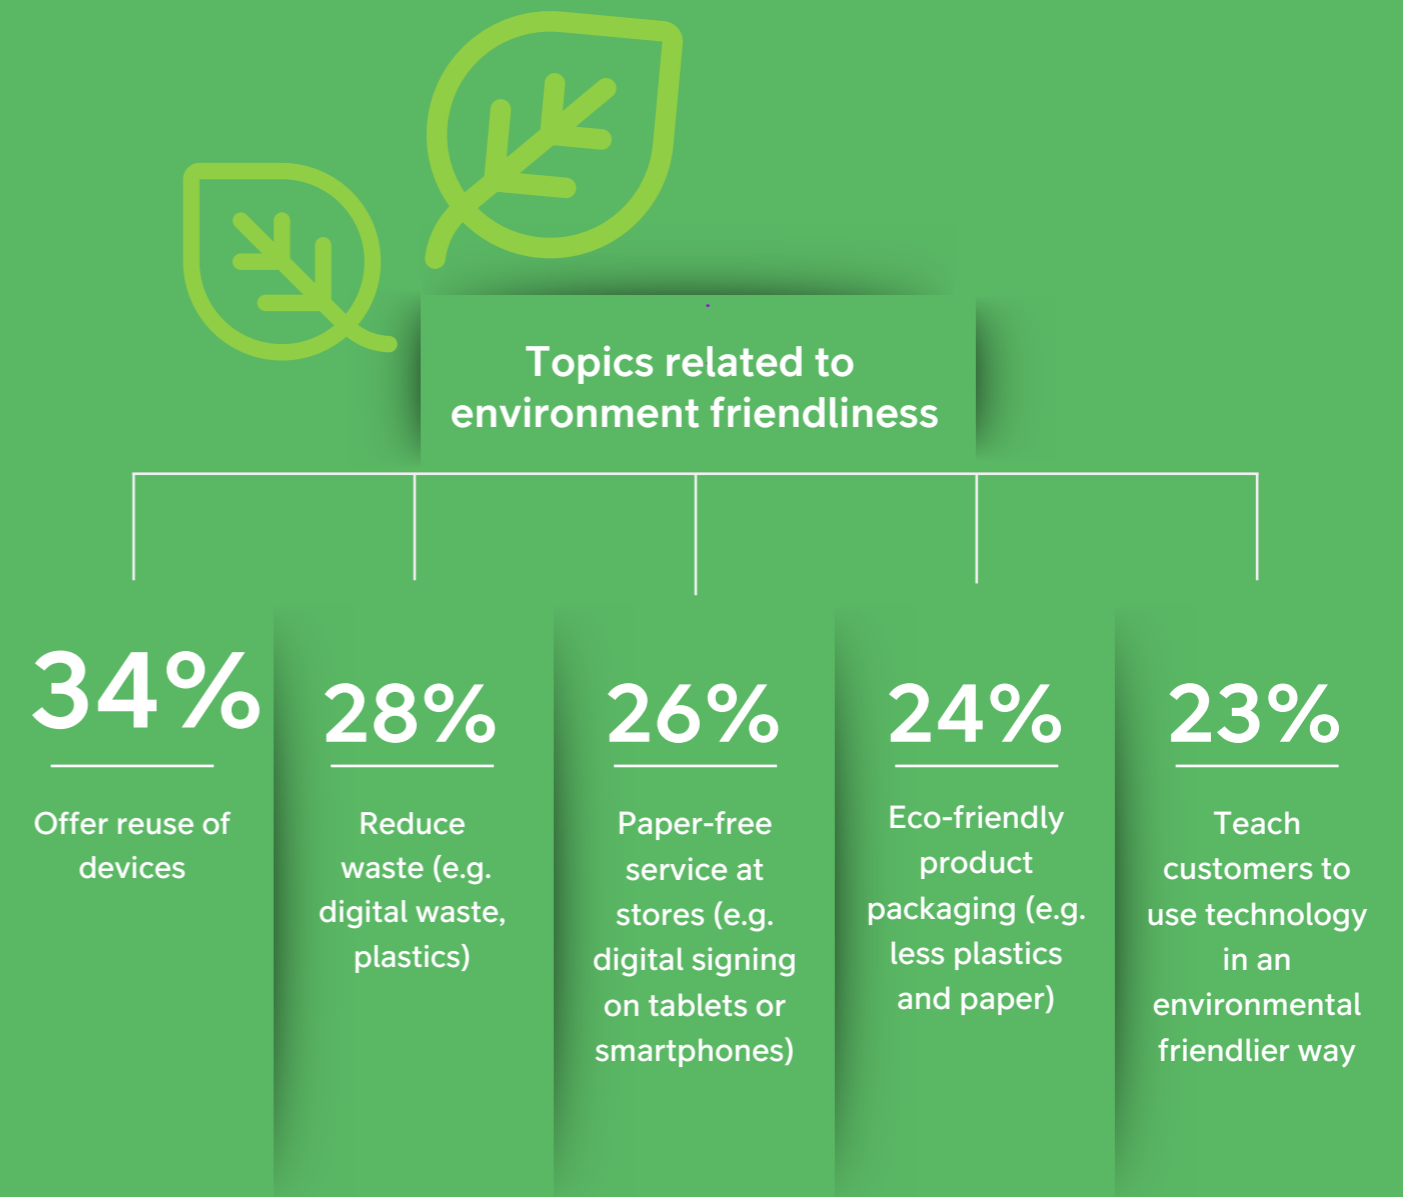 Topics related to
environment friendliness
34%
Offer reuse of
devices
28%
Reduce
waste (e.g.
digital waste,
plastics)
26%
Paper-free
service at
stores (e.g.
digital signing
on tablets or
smartphones)
24%
Eco-friendly
product
packaging (e.g.
less plastics
and paper)
23%
Teach
customers to
use technology
in an
environmental
friendlier way